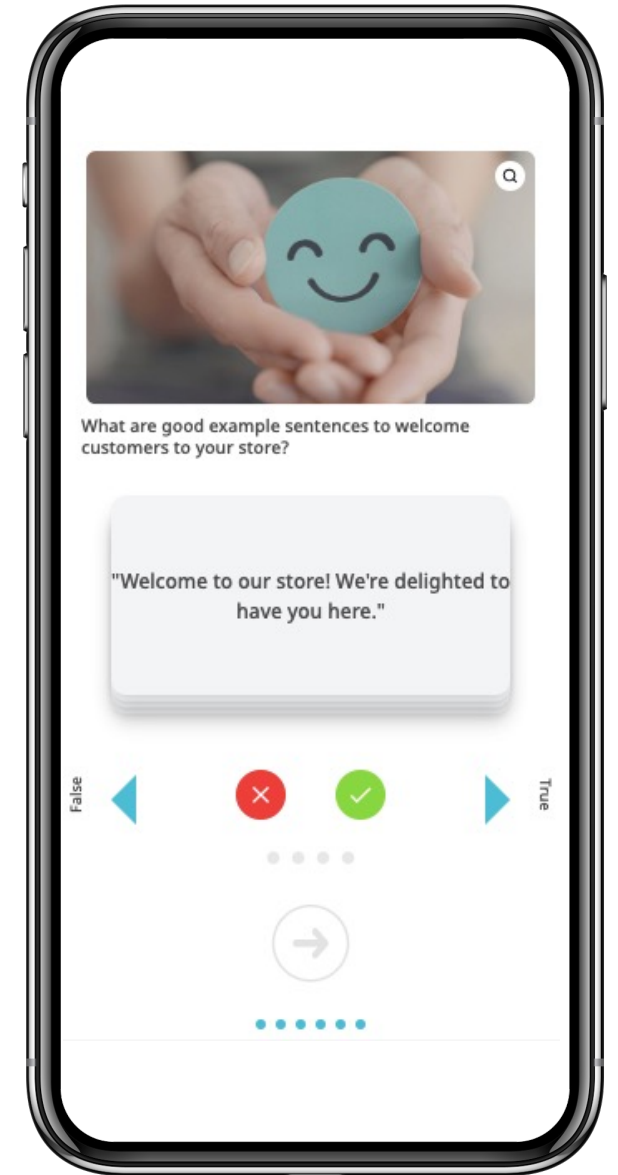 What are good example sentences to welcome
customers to your store?
"Welcome to our store! We're delighted to
have you here."
False
True